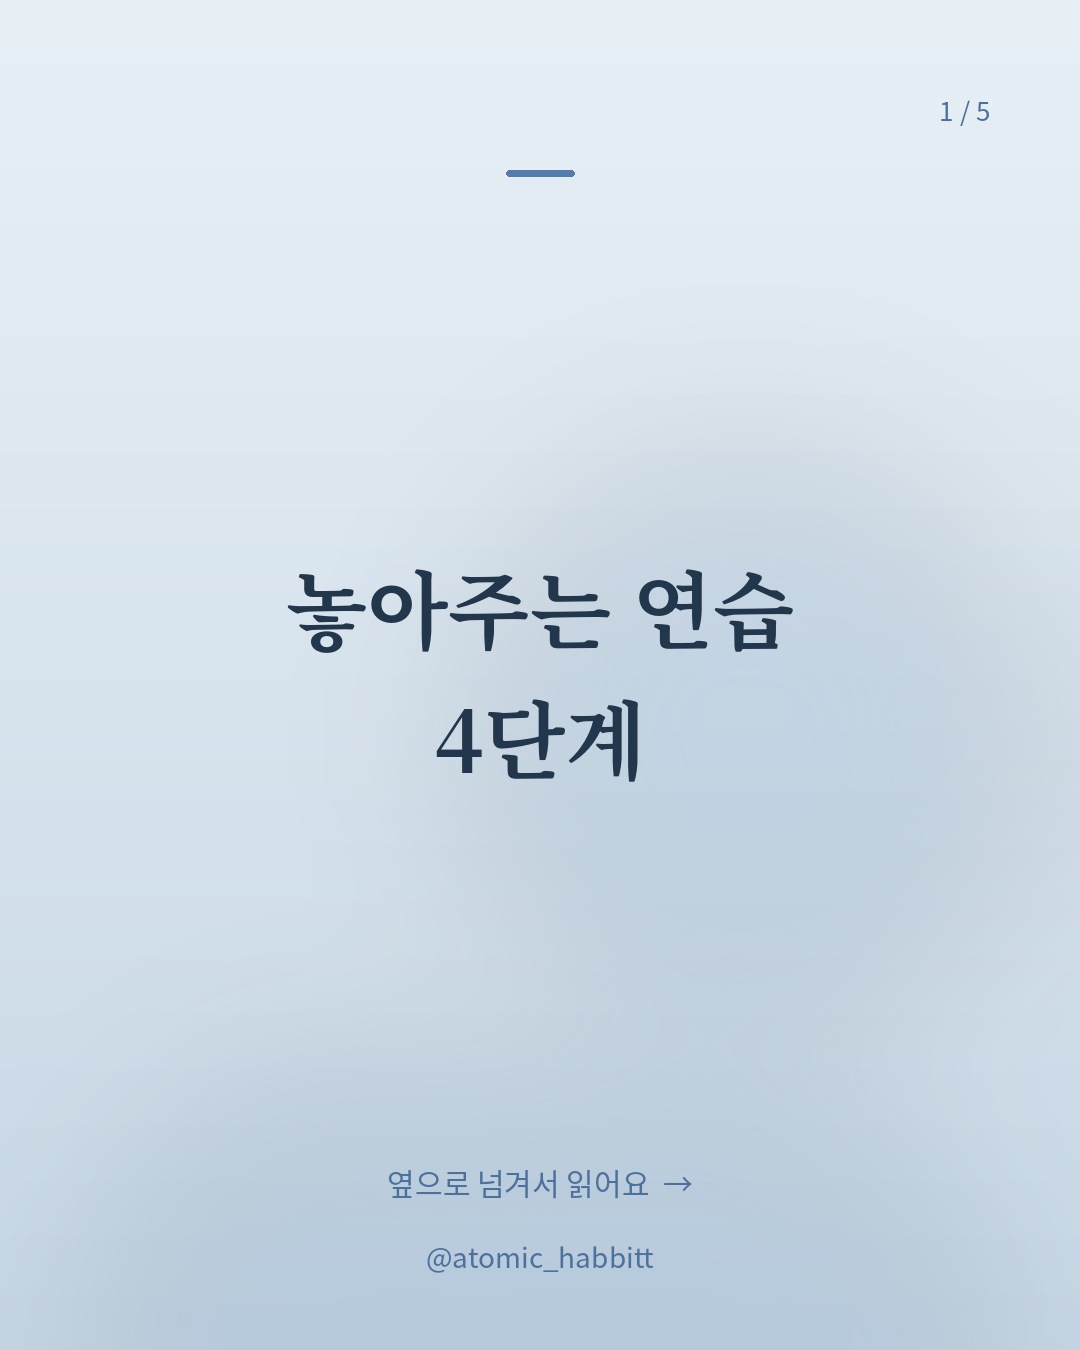 1 / 5
놓아주는 연습
4단계
옆으로 넘겨서 읽어요 →
@atomic_habbitt